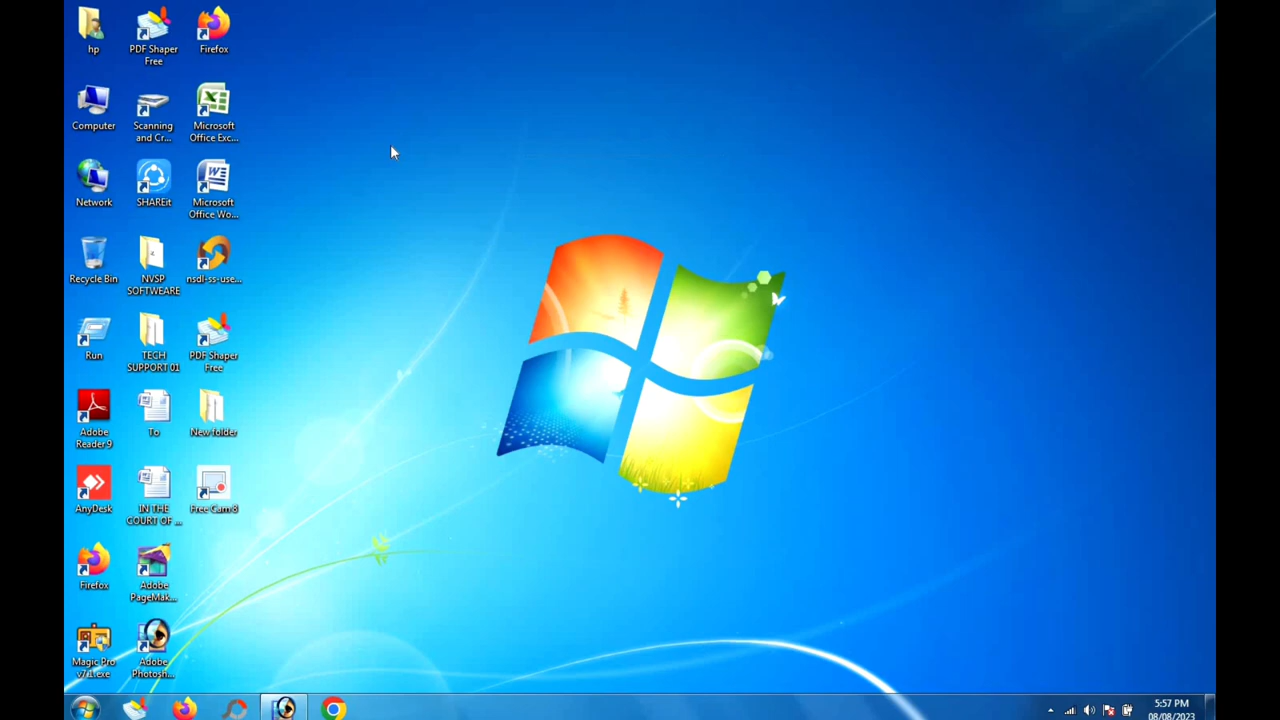 hp
PDF Shaper
Free
Firefox
Computer
Scanning
and Cr...
Microsoft
Office Exc...
Network
SHAREit
Microsoft
Office Wo...
Recycle Bin
NVSP
SOFTWEARE
nsdl-ss-use...
Run
TECH
SUPPORT 01
PDF Shaper
Free
Adobe
Reader 9
To
New folder
AnyDesk
IN THE
COURT OF ...
Free Cam 8
Firefox
Adobe
PageMak...
Magic Pro
v7.1.exe
Adobe
Photosh...
5:57 PM
08/08/2023